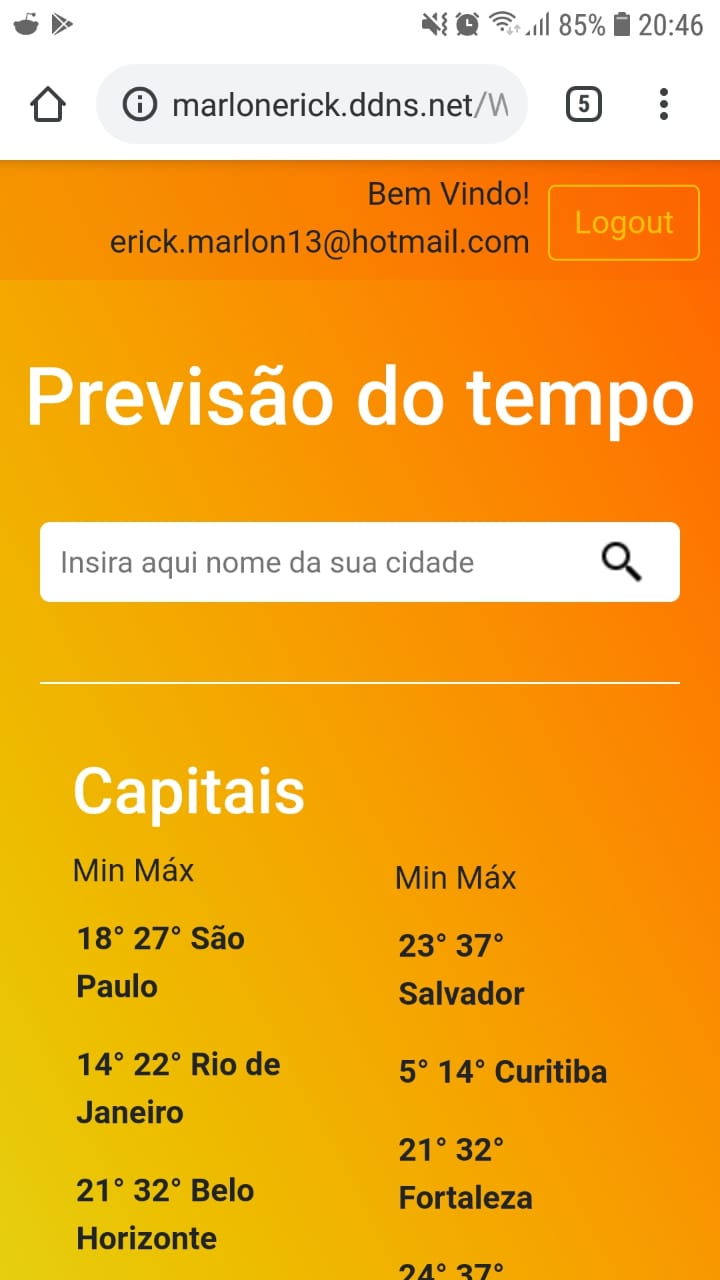 85% 20:46
marlonerick.ddns.net/W
5
Bem Vindo!
erick.marlon13@hotmail.com
Logout
Previsão do tempo
Insira aqui nome da sua cidade
Capitais
Min Máx
18° 27° São
Paulo
14° 22° Rio de
Janeiro
21° 32° Belo
Horizonte
Min Máx
23° 37°
Salvador
5° 14° Curitiba
21° 32°
Fortaleza
24° 37°